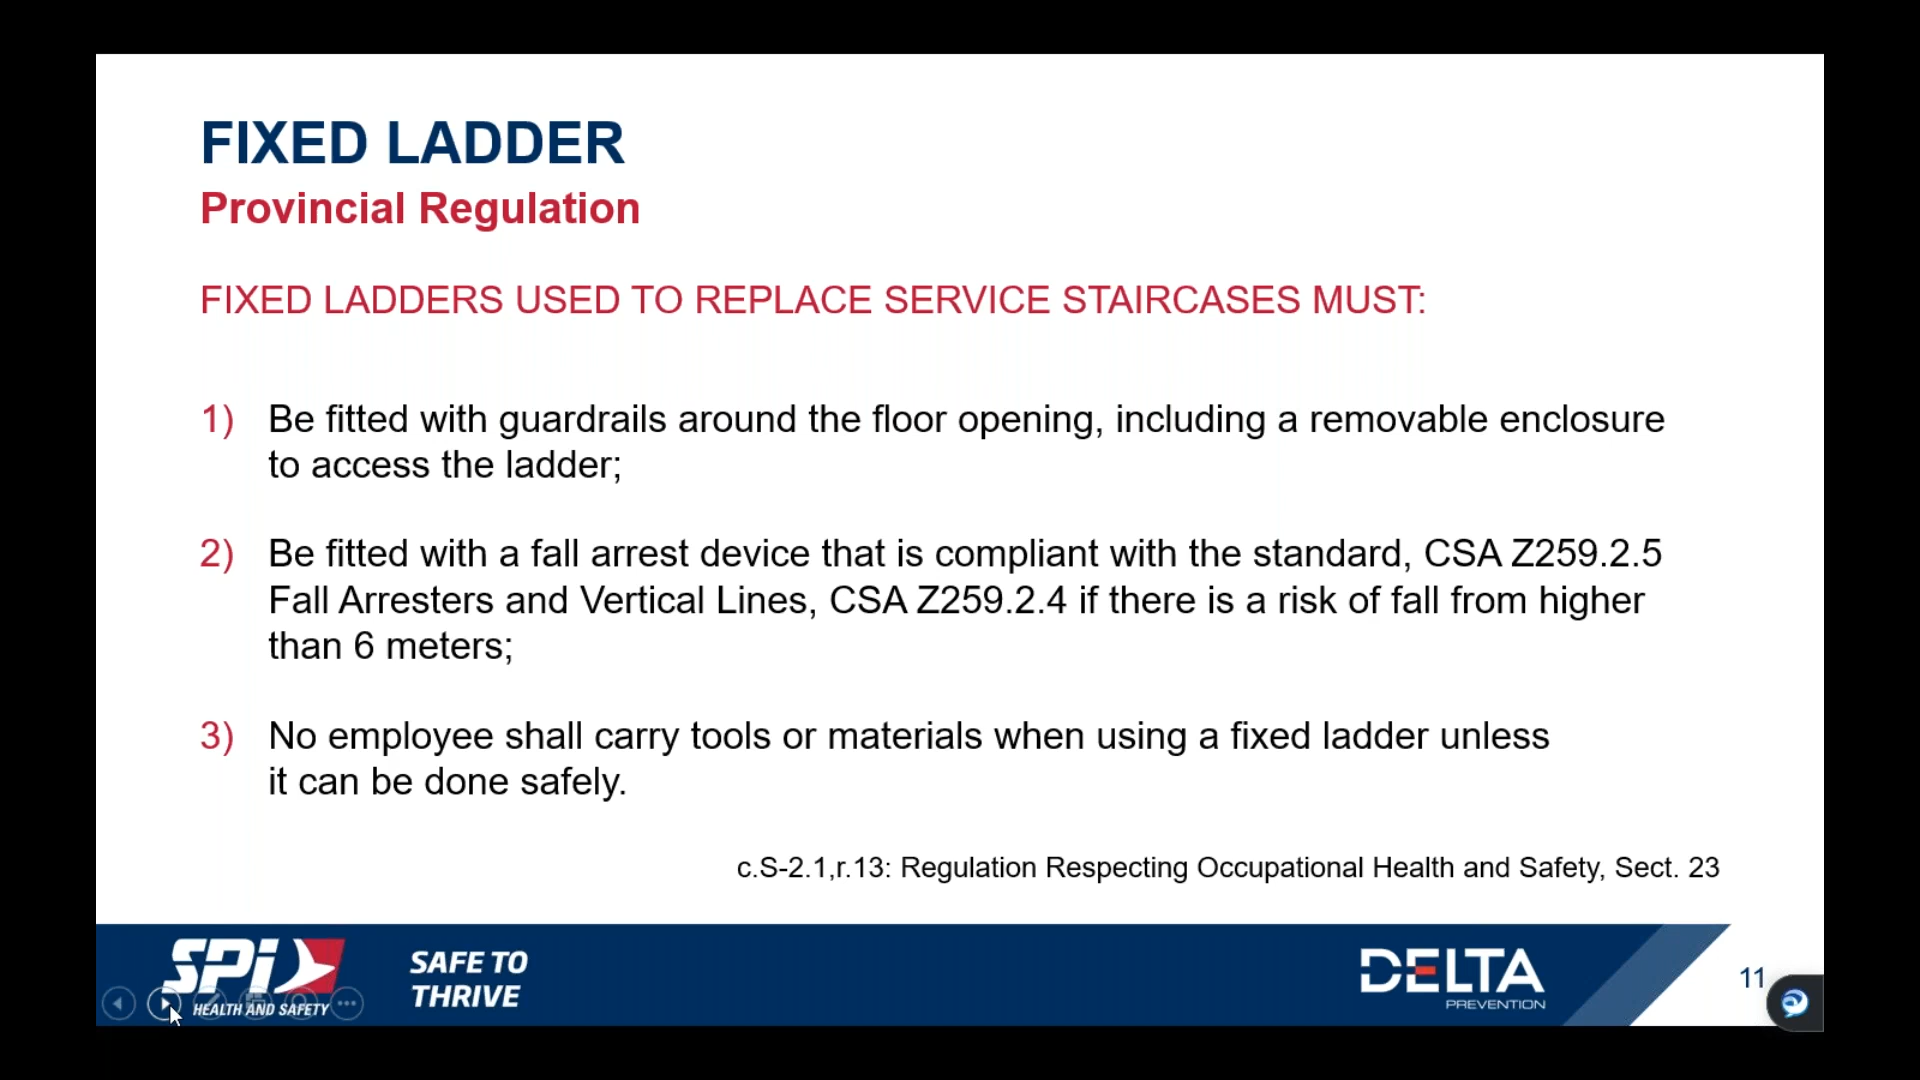 FIXED LADDER
Provincial Regulation
FIXED LADDERS USED TO REPLACE SERVICE STAIRCASES MUST:
1) Be fitted with guardrails around the floor opening, including a removable enclosure
to access the ladder;
2) Be fitted with a fall arrest device that is compliant with the standard, CSA Z259.2.5
Fall Arresters and Vertical Lines, CSA Z259.2.4 if there is a risk of fall from higher
than 6 meters;
3) No employee shall carry tools or materials when using a fixed ladder unless
it can be done safely.
c.S-2.1,r.13: Regulation Respecting Occupational Health and Safety, Sect. 23
SPi
HEALTH AND SAFETY
SAFE TO
THRIVE
DELTA
PREVENTION
11